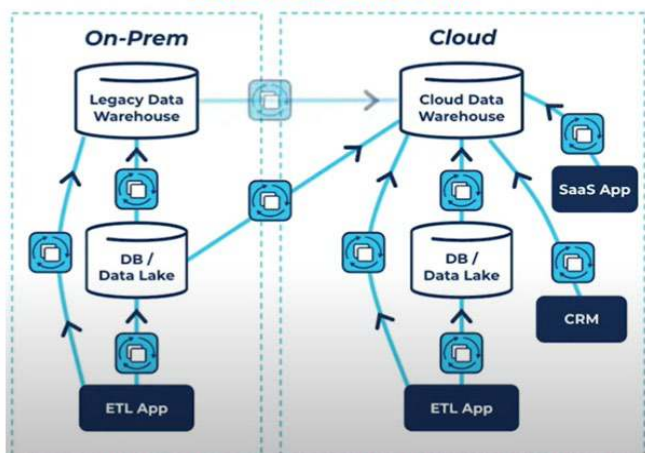 On-Prem
Cloud
Legacy Data
Warehouse
Cloud Data
Warehouse
SaaS App
DB /
Data Lake
DB /
Data Lake
CRM
ETL App
ETL App